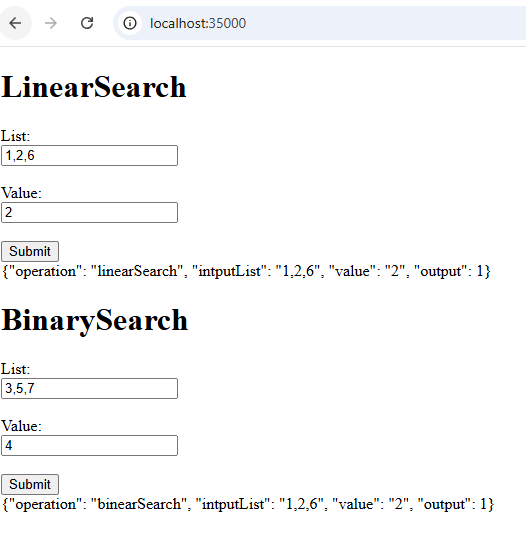 localhost:35000
LinearSearch
List:
1,2,6
Value:
2
Submit
{"operation": "linearSearch", "intputList": "1,2,6", "value": "2", "output": 1}
BinarySearch
List:
3,5,7
Value:
4
Submit
{"operation": "binearSearch", "intputList": "1,2,6", "value": "2", "output": 1}